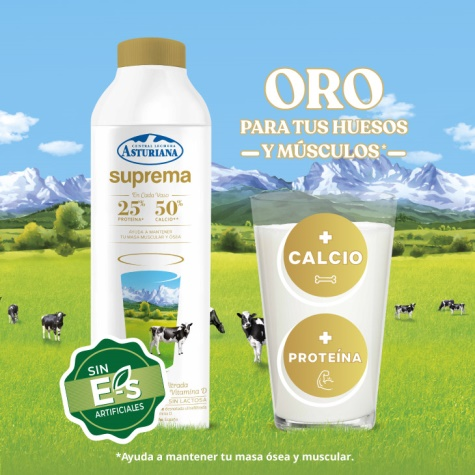 ORO
PARA TUS HUESOS
Y MÚSCULOS*
CENTRAL LECHERA
ASTURIANA
suprema
En Cada Vaso
25% 50%
PROTEÍNA* CALCIO**
AYUDA A MANTENER
TU MASA MUSCULAR Y ÓSEA
+
CALCIO
+
PROTEÍNA
Vitamina D
SIN LACTOSA
SIN
E-S
ARTIFICIALES
*Ayuda a mantener tu masa ósea y muscular.